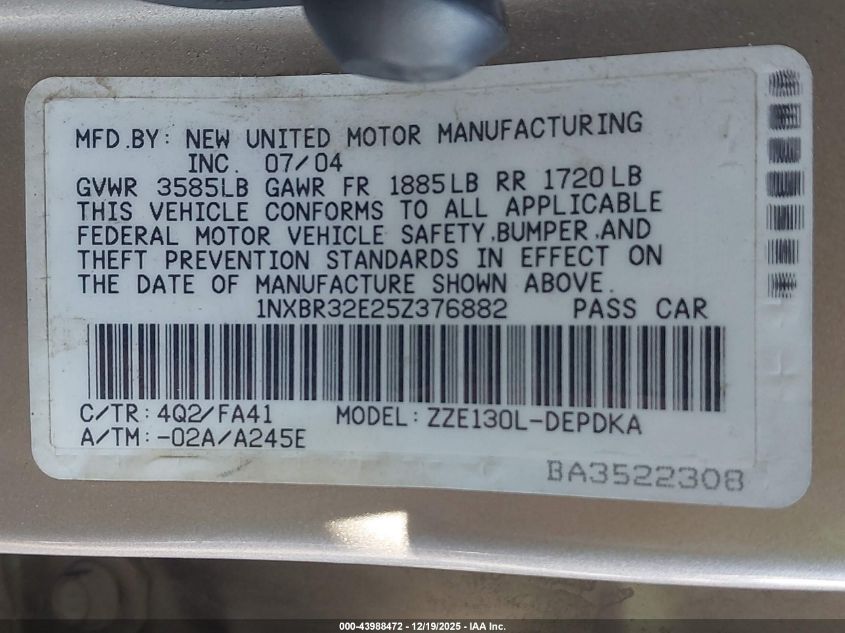 MFD.BY: NEW UNITED MOTOR MANUFACTURING
INC. 07/04
GVWR 3585LB GAWR FR 1885LB RR 1720LB
THIS VEHICLE CONFORMS TO ALL APPLICABLE
FEDERAL MOTOR VEHICLE SAFETY,BUMPER,AND
THEFT PREVENTION STANDARDS IN EFFECT ON
THE DATE OF MANUFACTURE SHOWN ABOVE.
1NXBR32E25Z376882 PASS CAR
C/TR: 4Q2/FA41 MODEL: ZZE130L-DEPDKA
A/TM: -02A/A245E
BA3522308
000-43988472 - 12/19/2025 - IAA Inc.